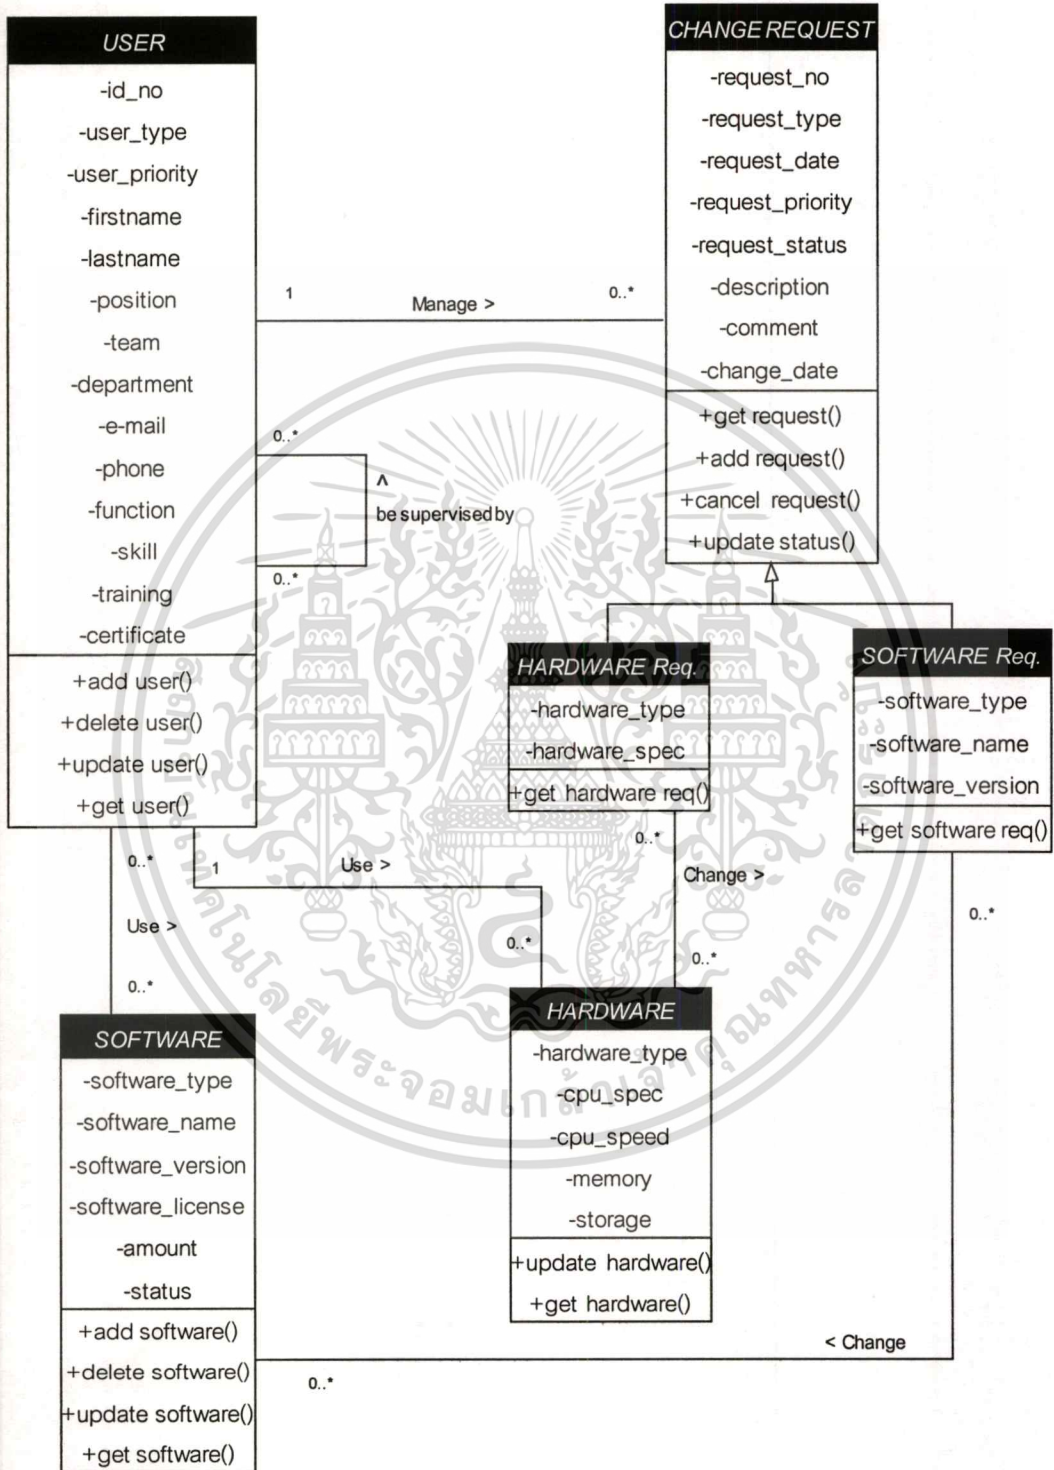 USER
-id_no
-user_type
-user_priority
-firstname
-lastname
-position
-team
-department
-e-mail
-phone
-function
-skill
-training
-certificate
+add user()
+delete user()
+update user()
+get user()
CHANGE REQUEST
-request_no
-request_type
-request_date
-request_priority
-request_status
-description
-comment
-change_date
+get request()
+add request()
+cancel request()
+update status()
1
Manage >
0..*
0..*
^
be supervised by
0..*
HARDWARE Req.
-hardware_type
-hardware_spec
+get hardware req()
SOFTWARE Req.
-software_type
-software_name
-software_version
+get software req()
0..*
Use >
0..*
1
Use >
0..*
0..*
Change >
0..*
0..*
SOFTWARE
-software_type
-software_name
-software_version
-software_license
-amount
-status
+add software()
+delete software()
+update software()
+get software()
HARDWARE
-hardware_type
-cpu_spec
-cpu_speed
-memory
-storage
+update hardware()
+get hardware()
< Change
0..*